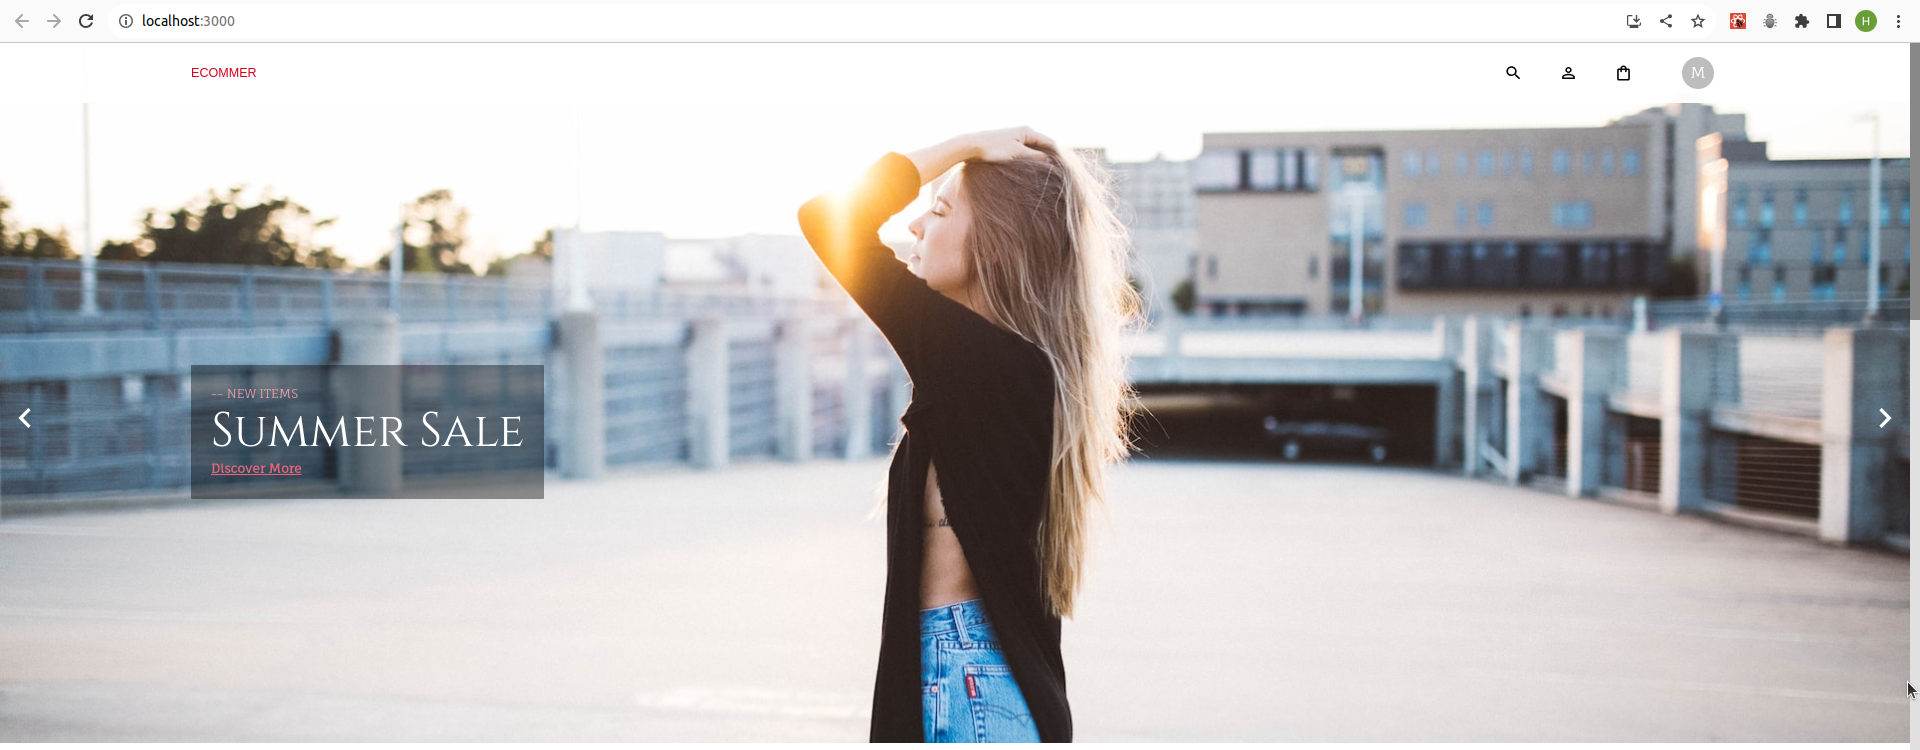 localhost:3000
H
ECOMMER
M
-- NEW ITEMS
SUMMER SALE
Discover More